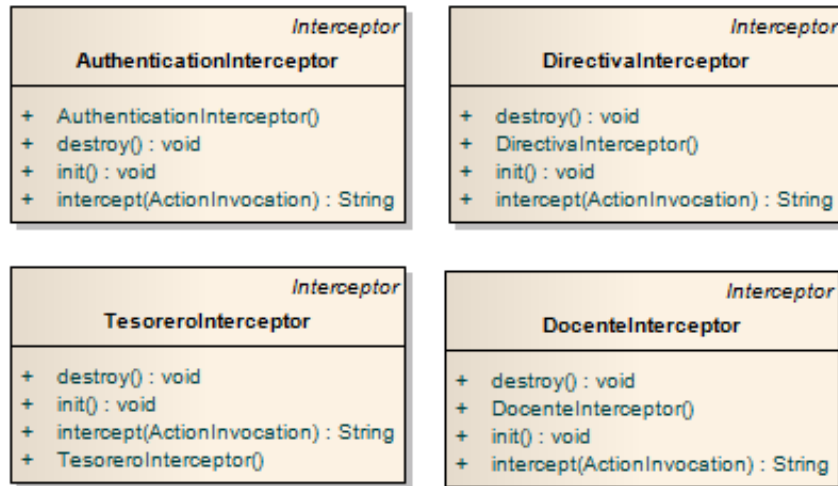 Interceptor
AuthenticationInterceptor
+ AuthenticationInterceptor()
+ destroy() : void
+ init() : void
+ intercept(ActionInvocation) : String
Interceptor
DirectivaInterceptor
+ destroy() : void
+ DirectivaInterceptor()
+ init() : void
+ intercept(ActionInvocation) : String
Interceptor
TesoreroInterceptor
+ destroy() : void
+ init() : void
+ intercept(ActionInvocation) : String
+ TesoreroInterceptor()
Interceptor
DocenteInterceptor
+ destroy() : void
+ DocenteInterceptor()
+ init() : void
+ intercept(ActionInvocation) : String